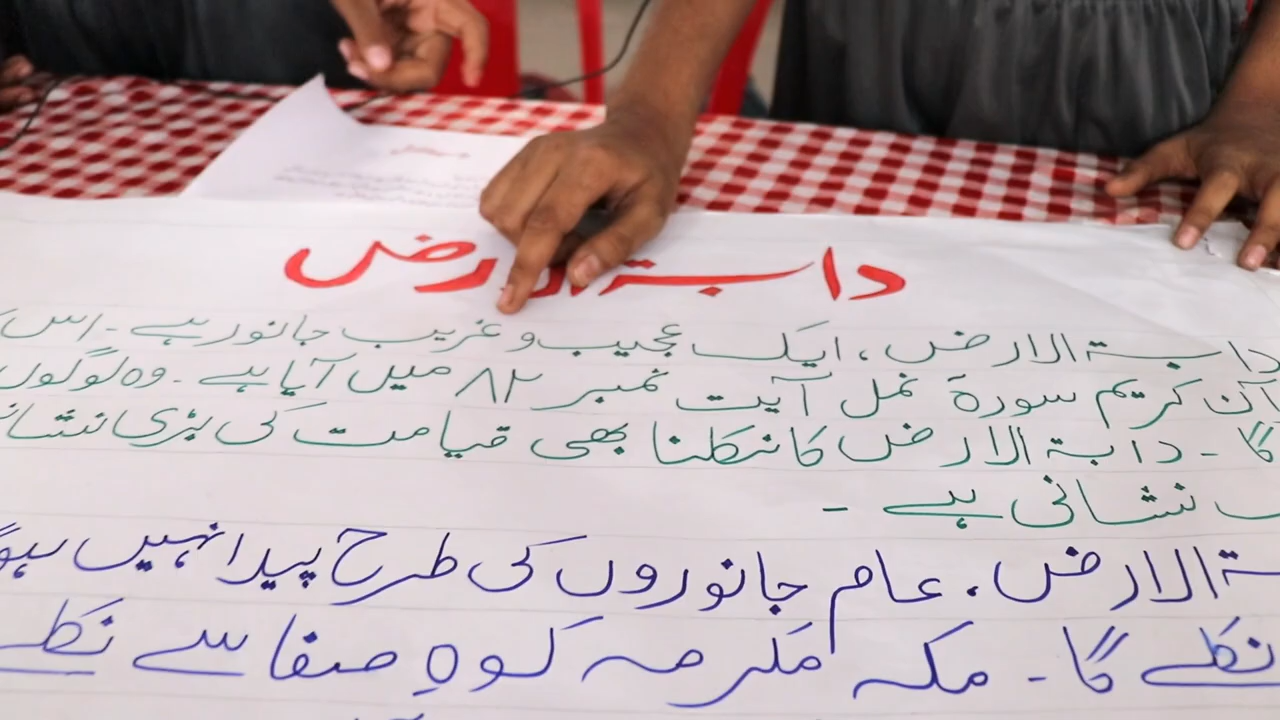 دابۃ الارض
دابۃ الارض، ایک عجیب و غریب جانور ہے۔ اس
آن کریم سورۃ نمل آیت نمبر ۸۲ میں آیا ہے۔ وہ لوگوں
گا۔ دابۃ الارض کا نکلنا بھی قیامت کی بڑی نشانی
نشانی ہے۔
ۃ الارض، عام جانوروں کی طرح پیدا نہیں ہو
نکلے گا۔ مکہ مکرمہ کوہِ صفا سے نکلے